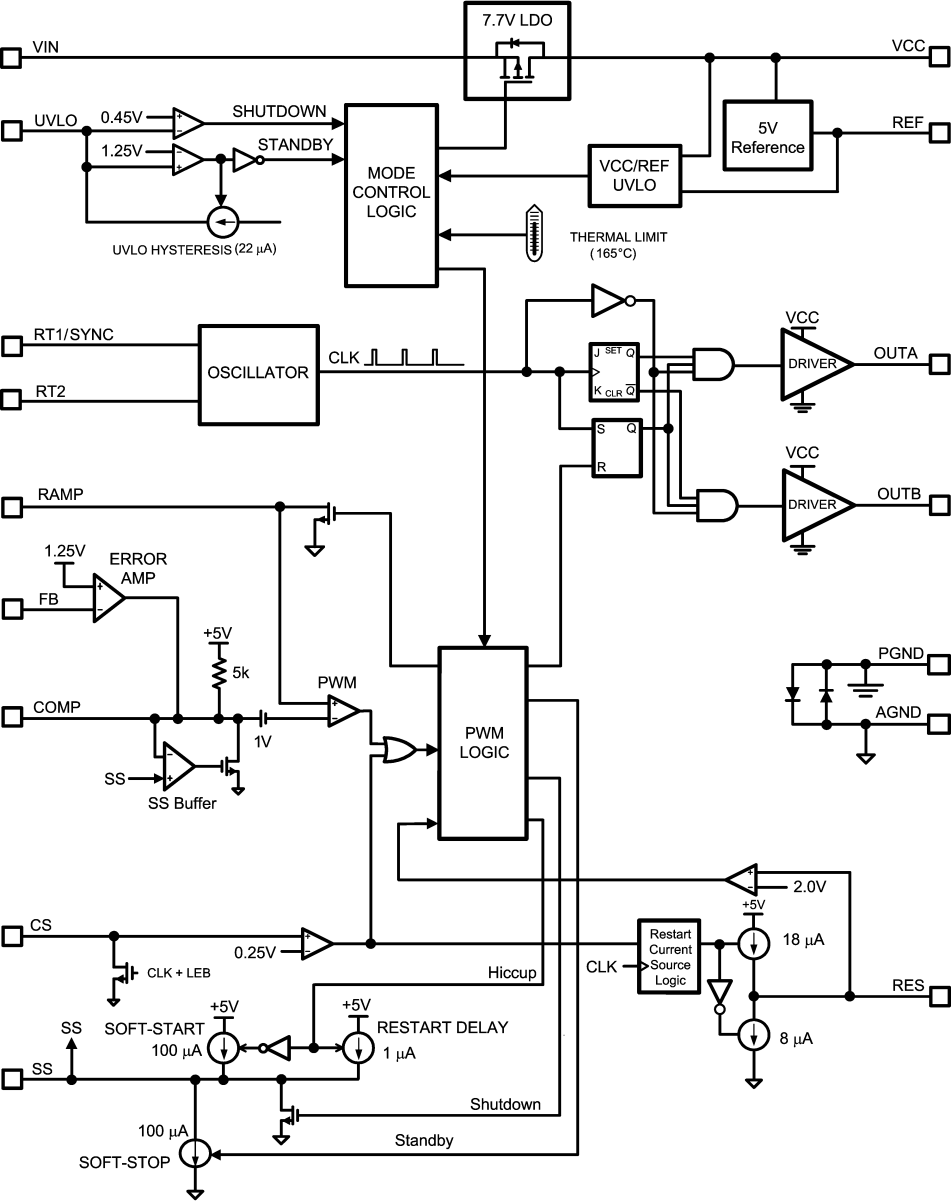 7.7V LDO
VIN
VCC
UVLO
0.45V
SHUTDOWN
1.25V
STANDBY
MODE
CONTROL
LOGIC
VCC/REF
UVLO
5V
Reference
REF
UVLO HYSTERESIS (22 μA)
THERMAL LIMIT
(165°C)
RT1/SYNC
RT2
OSCILLATOR
CLK
J SET Q
K CLR Q̅
S Q
R
VCC
DRIVER
OUTA
VCC
DRIVER
OUTB
RAMP
1.25V
ERROR
AMP
FB
+5V
5k
COMP
1V
PWM
SS
SS Buffer
PWM
LOGIC
PGND
AGND
2.0V
+5V
CS
0.25V
CLK + LEB
Restart
Current
Source
Logic
CLK
18 μA
RES
8 μA
Hiccup
SS
+5V
+5V
SOFT-START
100 μA
RESTART DELAY
1 μA
SS
Shutdown
100 μA
Standby
SOFT-STOP